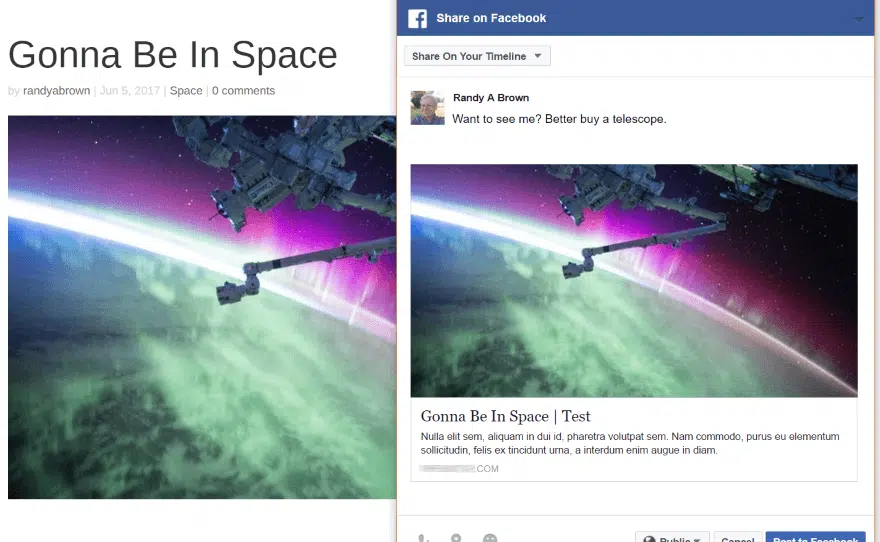 Gonna Be In Space
by randyabrown | Jun 5, 2017 | Space | 0 comments
Share on Facebook
Share On Your Timeline
Randy A Brown
Want to see me? Better buy a telescope.
Gonna Be In Space | Test
Nulla elit sem, aliquam in dui id, pharetra volutpat sem. Nam commodo, purus eu elementum
sollicitudin, felis ex tincidunt urna, a interdum enim augue in diam.
.COM
Public
Cancel
Post to Facebook